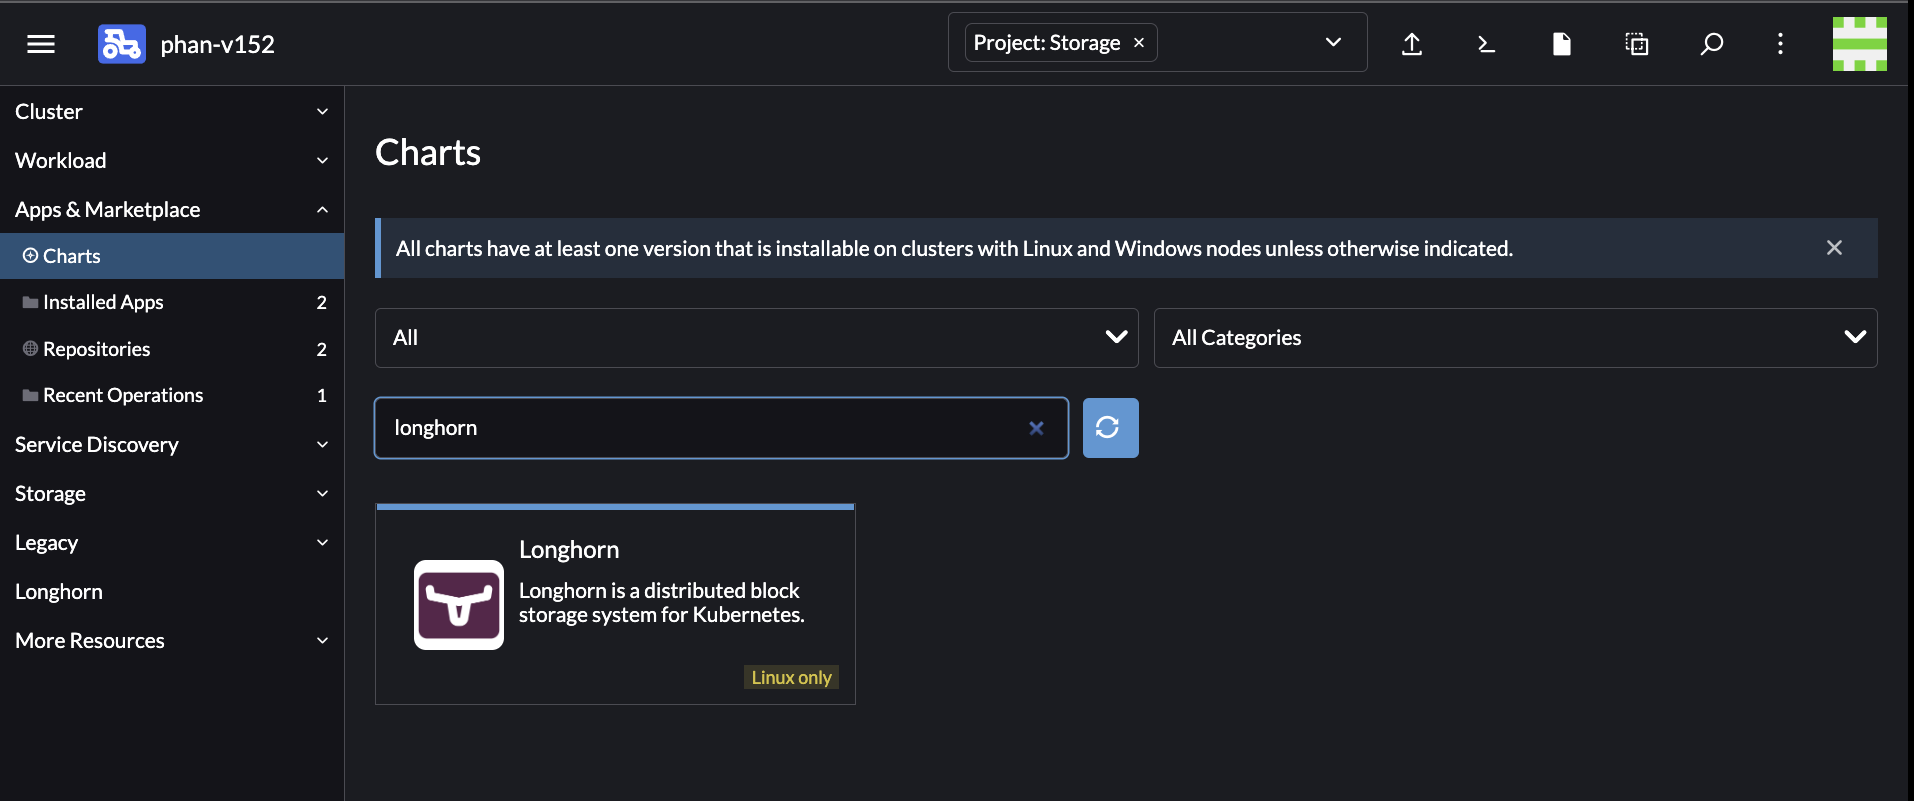 phan-v152
Project: Storage
Cluster
Workload
Apps & Marketplace
Charts
Installed Apps 2
Repositories 2
Recent Operations 1
Service Discovery
Storage
Legacy
Longhorn
More Resources
Charts
All charts have at least one version that is installable on clusters with Linux and Windows nodes unless otherwise indicated.
All
All Categories
longhorn
Longhorn
Longhorn is a distributed block
storage system for Kubernetes.
Linux only